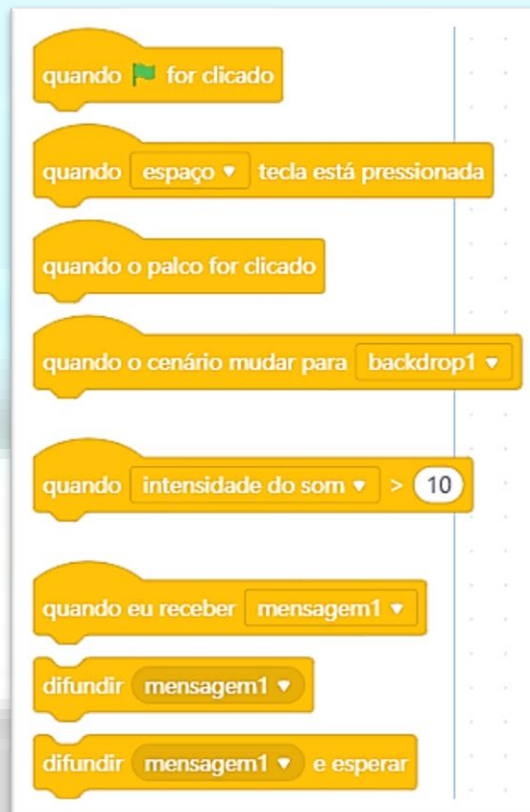 quando for clicado
quando espaço tecla está pressionada
quando o palco for clicado
quando o cenário mudar para backdrop1
quando intensidade do som > 10
quando eu receber mensagem1
difundir mensagem1
difundir mensagem1 e esperar